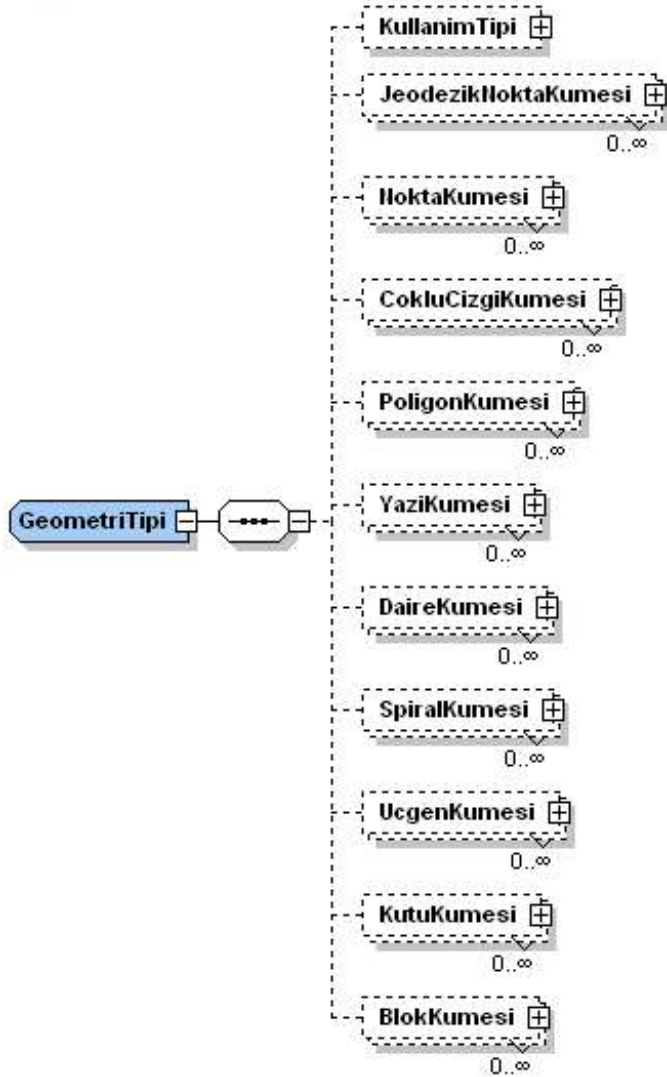 KullanimTipi
JeodezikNoktaKumesi
0..∞
NoktaKumesi
0..∞
CokluCizgiKumesi
0..∞
PoligonKumesi
0..∞
GeometriTipi
YaziKumesi
0..∞
DaireKumesi
0..∞
SpiralKumesi
0..∞
UcgenKumesi
0..∞
KutuKumesi
0..∞
BlokKumesi
0..∞